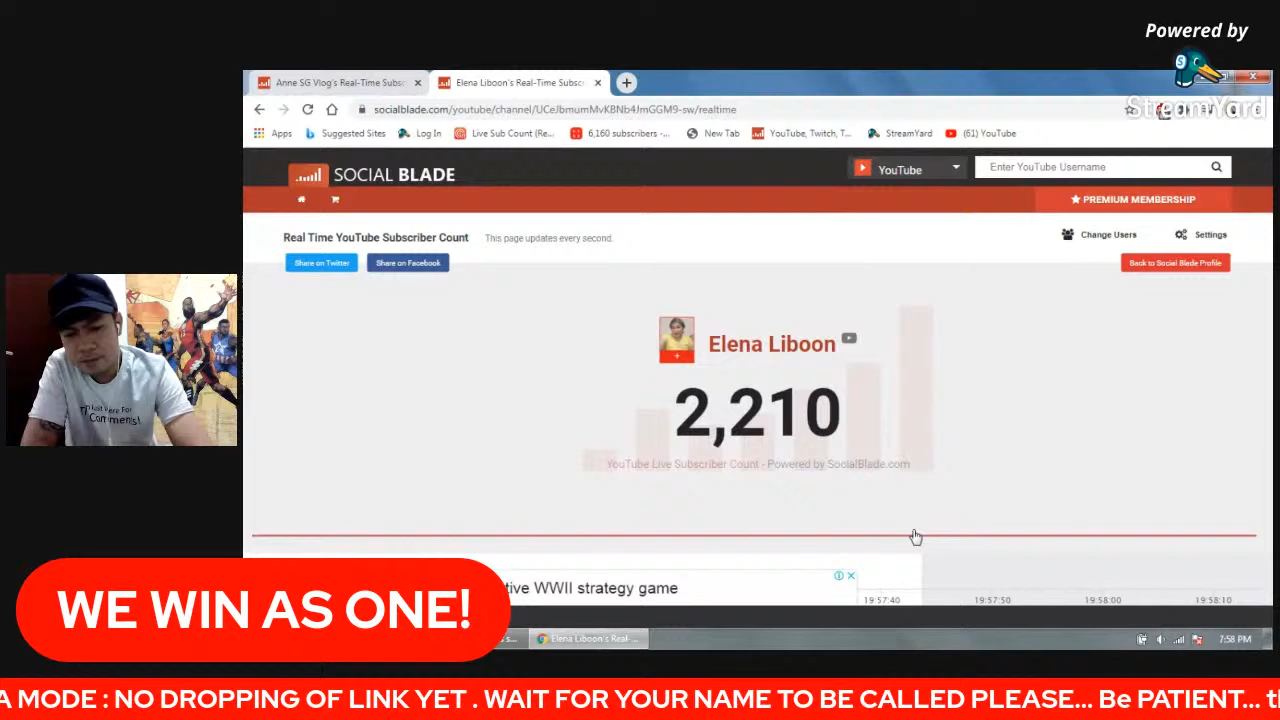 Powered by
StreamYard
Anne SG Vlog's Real-Time Subsc
Elena Liboon's Real-Time Subsc
socialblade.com/youtube/channel/UCeJbmumMvKBNb4JmGGM9-sw/realtime
Apps
Suggested Sites
Log In
Live Sub Count (Re...
6,160 subscribers -...
New Tab
YouTube, Twitch, T...
StreamYard
(61) YouTube
SOCIAL BLADE
YouTube
Enter YouTube Username
PREMIUM MEMBERSHIP
Real Time YouTube Subscriber Count
This page updates every second.
Change Users
Settings
Share on Twitter
Share on Facebook
Back to Social Blade Profile
Elena Liboon
2,210
YouTube Live Subscriber Count - Powered by SocialBlade.com
Just Here For
Comments!
tive WWII strategy game
19:57:40
19:57:50
19:58:00
19:58:10
WE WIN AS ONE!
Elena Liboon's Real-...
7:58 PM
A MODE : NO DROPPING OF LINK YET . WAIT FOR YOUR NAME TO BE CALLED PLEASE... Be PATIENT... t